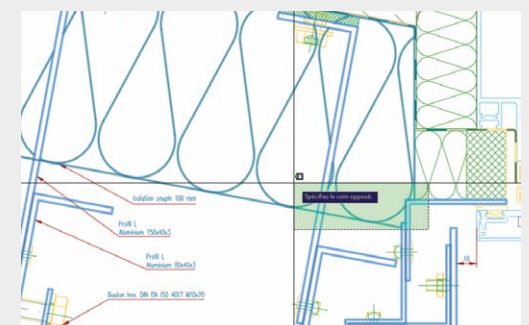 Spécifiez le coin opposé:
Isolation souple 100 mm
Profil L
Aluminium 150x40x3
Profil L
Aluminium 80x40x3
Boulon hex. DIN EN ISO 4017 M10x70
10